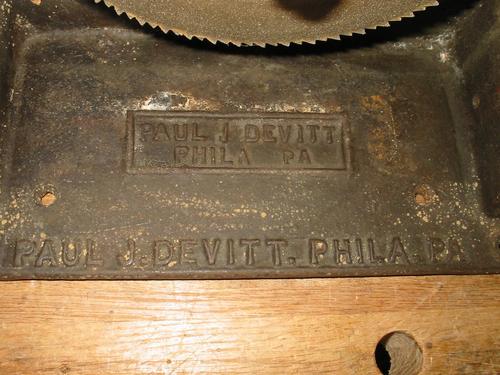 PAUL J. DEVITT
PHILA PA
PAUL J. DEVITT. PHILA. PA